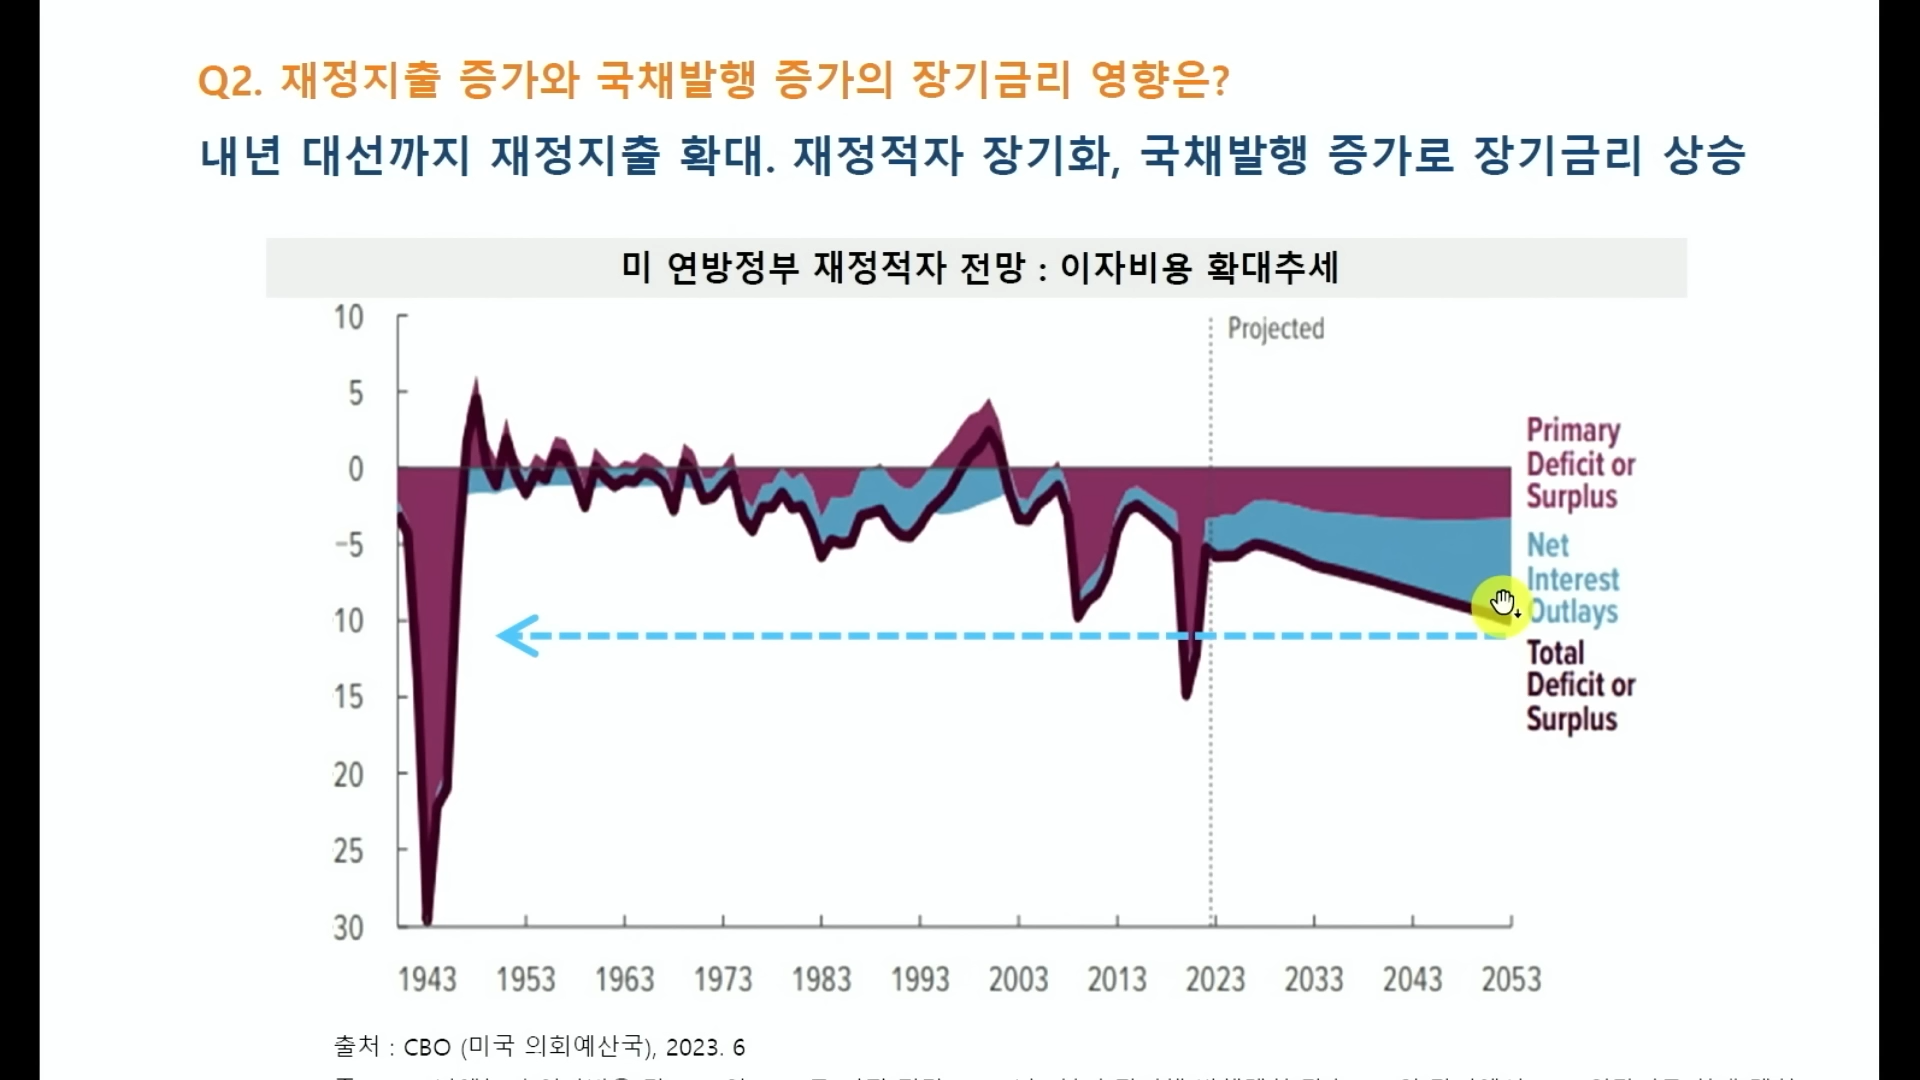 Q2. 재정지출 증가와 국채발행 증가의 장기금리 영향은?
내년 대선까지 재정지출 확대. 재정적자 장기화, 국채발행 증가로 장기금리 상승
미 연방정부 재정적자 전망 : 이자비용 확대추세
10
Projected
5
Primary
0
Deficit or
Surplus
−5
Net
Interest
10
Outlays
Total
15
Deficit or
Surplus
20
25
30
1943 1953 1963 1973 1983 1993 2003 2013 2023 2033 2043 2053
출처 : CBO (미국 의회예산국), 2023. 6